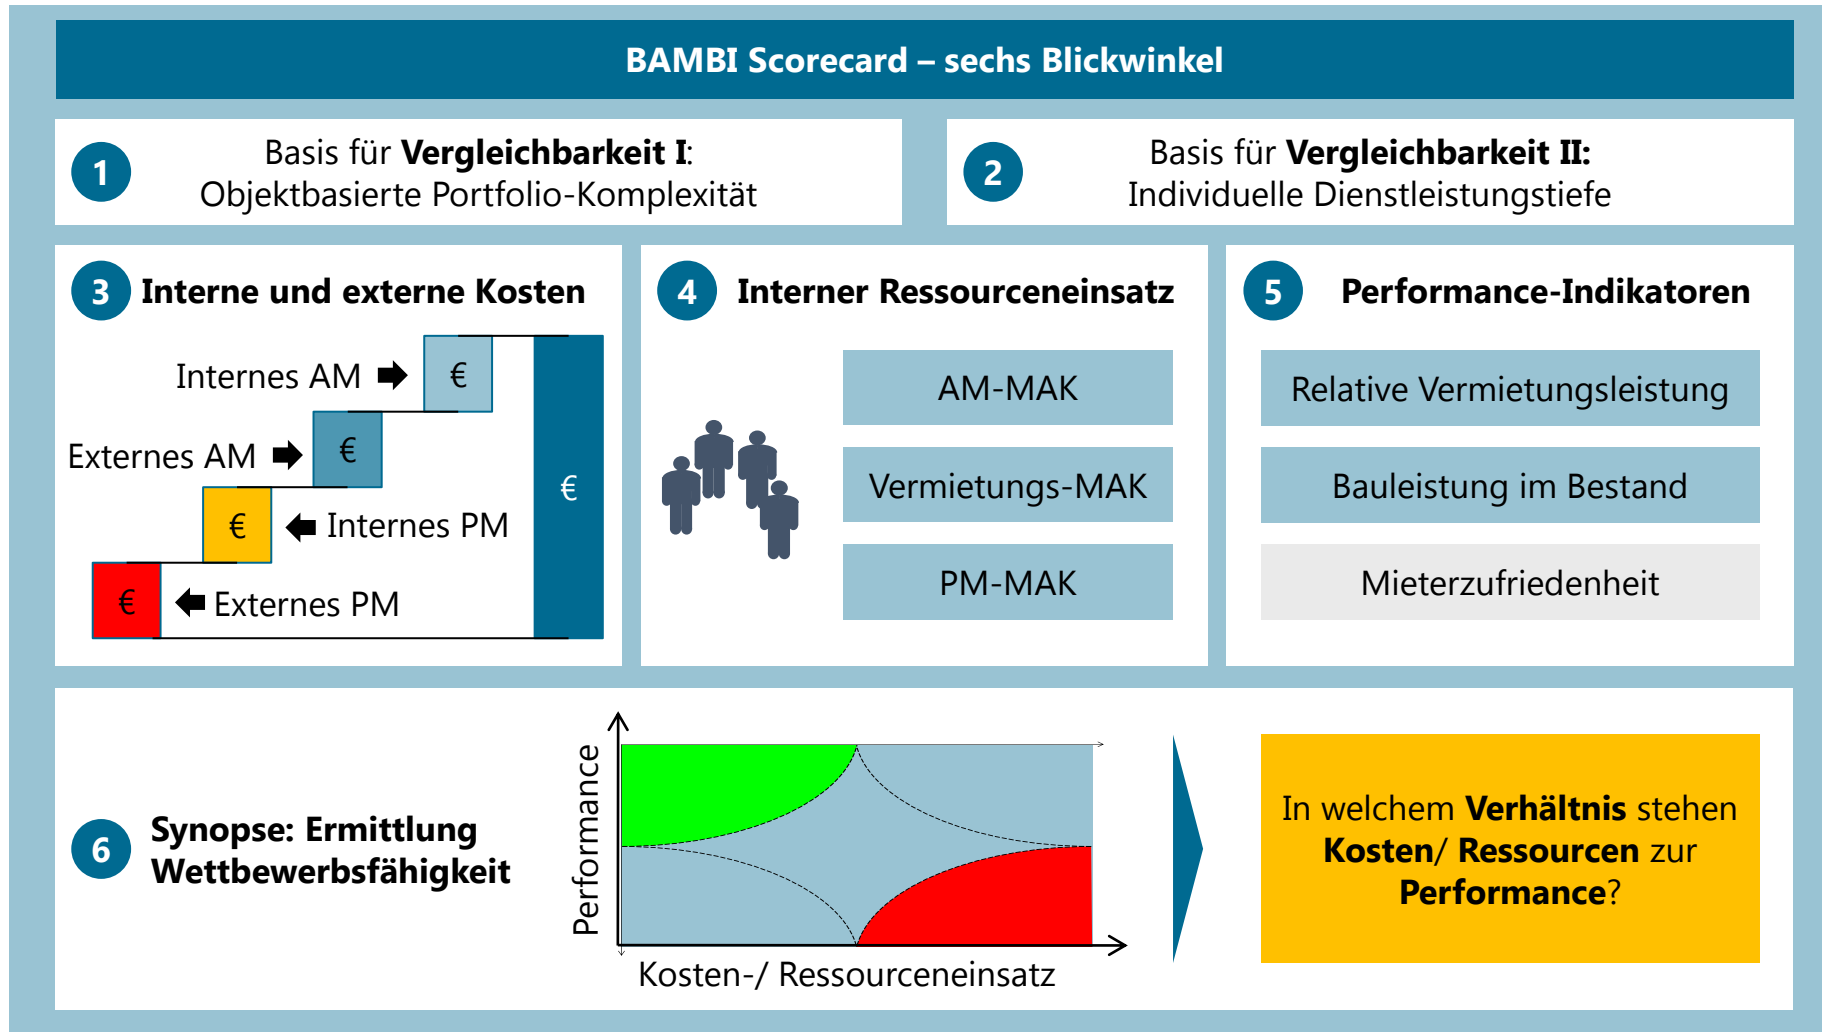 BAMBI Scorecard – sechs Blickwinkel
1
Basis für Vergleichbarkeit I:
Objektbasierte Portfolio-Komplexität
2
Basis für Vergleichbarkeit II:
Individuelle Dienstleistungstiefe
3
Interne und externe Kosten
Internes AM
€
Externes AM
€
€
€
Internes PM
€
Externes PM
4
Interner Ressourceneinsatz
AM-MAK
Vermietungs-MAK
PM-MAK
5
Performance-Indikatoren
Relative Vermietungsleistung
Bauleistung im Bestand
Mieterzufriedenheit
6
Synopse: Ermittlung
Wettbewerbsfähigkeit
Performance
Kosten-/ Ressourceneinsatz
In welchem Verhältnis stehen
Kosten/ Ressourcen zur
Performance?